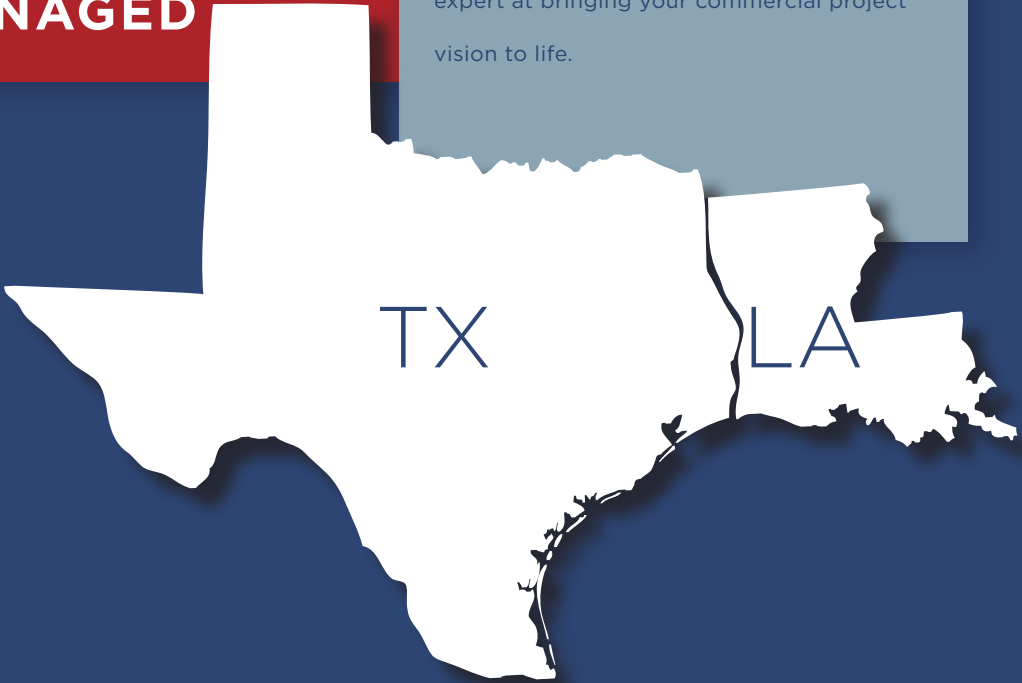 NAGED
expert at bringing your commercial project
vision to life.
TX
LA